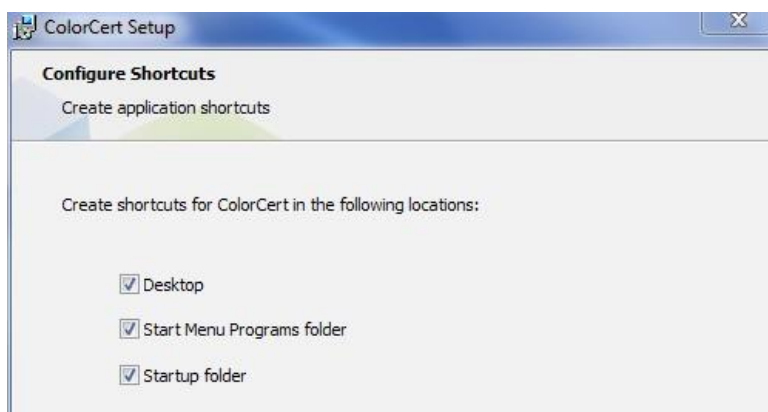 ColorCert Setup
Configure Shortcuts
Create application shortcuts
Create shortcuts for ColorCert in the following locations:
Desktop
Start Menu Programs folder
Startup folder